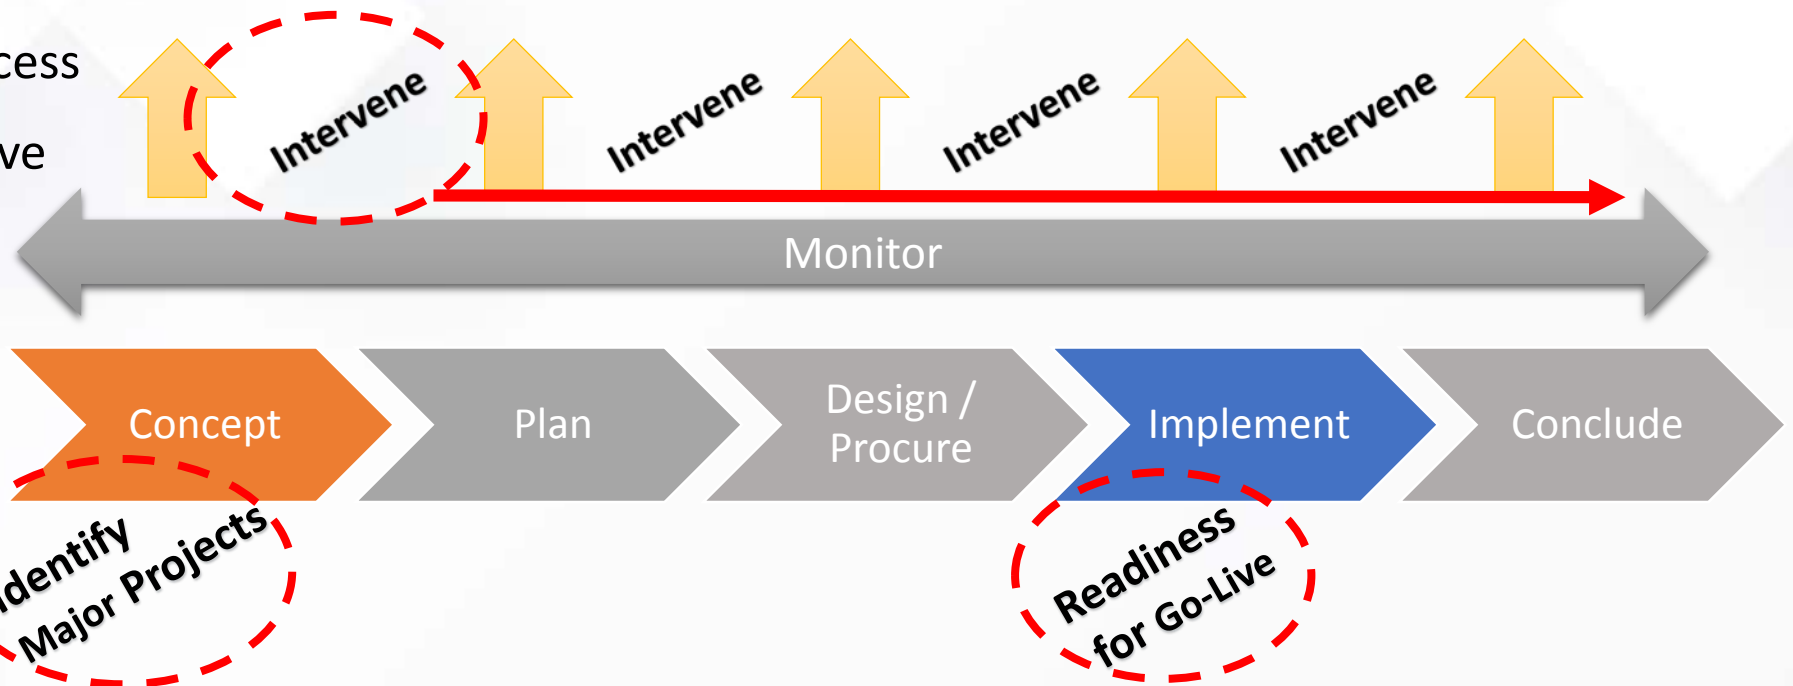 cess
ve
Intervene
Intervene
Intervene
Intervene
Monitor
Concept
Plan
Design /
Procure
Implement
Conclude
Identify
Major Projects
Readiness
for Go-Live